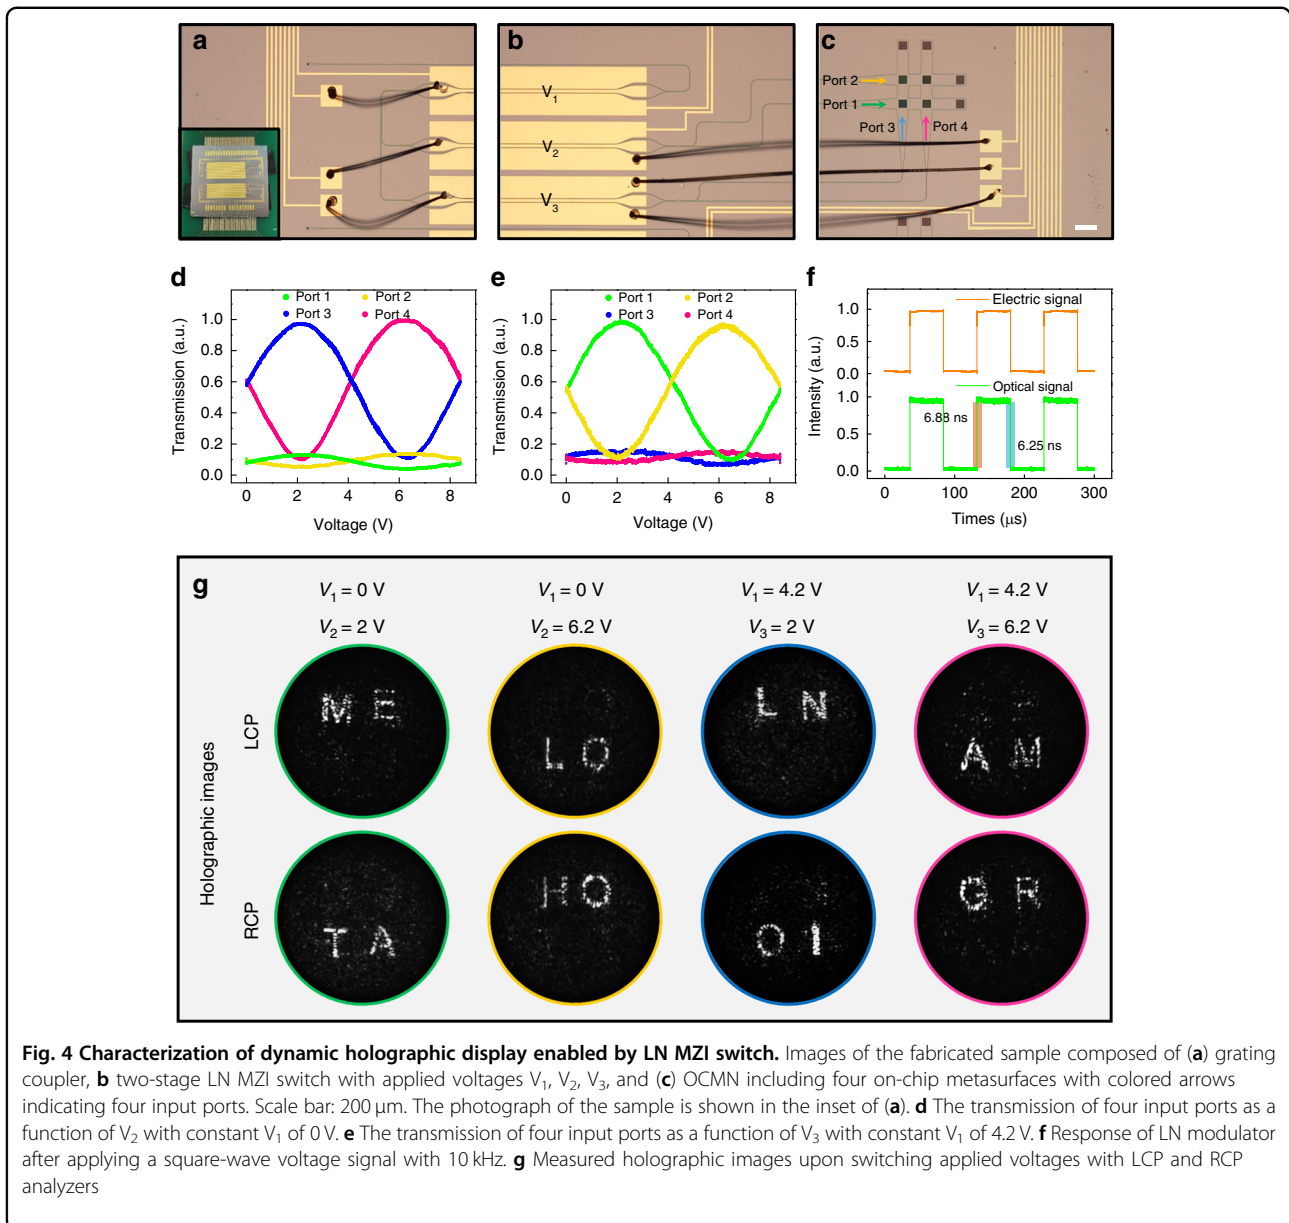 a
b
c
V1
V2
V3
Port 2
Port 1
Port 3
Port 4
d
Port 1 Port 2
Port 3 Port 4
Transmission (a.u.)
1.0
0.8
0.6
0.4
0.2
0.0
0 2 4 6 8
Voltage (V)
e
Port 1 Port 2
Port 3 Port 4
Transmission (a.u.)
1.0
0.8
0.6
0.4
0.2
0.0
0 2 4 6 8
Voltage (V)
f
Electric signal
1.0
0.5
0.0
Optical signal
1.0
0.5
0.0
6.88 ns
6.25 ns
Intensity (a.u.)
0 100 200 300
Times (μs)
g
V1 = 0 V V1 = 0 V V1 = 4.2 V V1 = 4.2 V
V2 = 2 V V2 = 6.2 V V3 = 2 V V3 = 6.2 V
Holographic images
LCP
M E
L O
L N
A M
RCP
T A
H O
O I
G R
Fig. 4 Characterization of dynamic holographic display enabled by LN MZI switch. Images of the fabricated sample composed of (a) grating
coupler, b two-stage LN MZI switch with applied voltages V1, V2, V3, and (c) OCMN including four on-chip metasurfaces with colored arrows
indicating four input ports. Scale bar: 200 μm. The photograph of the sample is shown in the inset of (a). d The transmission of four input ports as a
function of V2 with constant V1 of 0 V. e The transmission of four input ports as a function of V3 with constant V1 of 4.2 V. f Response of LN modulator
after applying a square-wave voltage signal with 10 kHz. g Measured holographic images upon switching applied voltages with LCP and RCP
analyzers